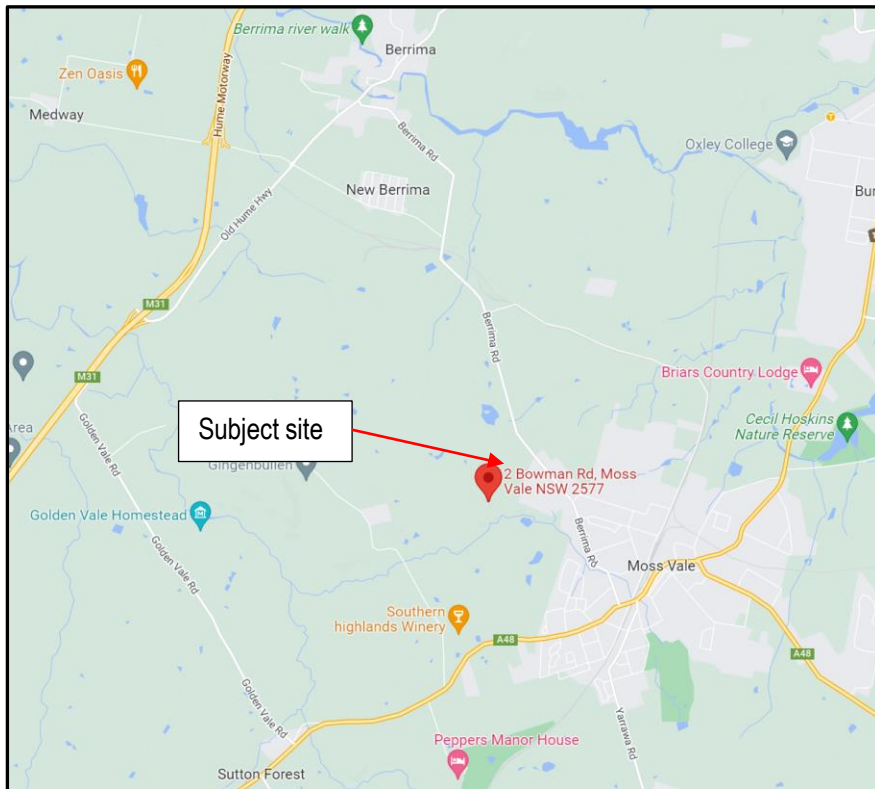 Berrima river walk
Berrima
Zen Oasis
Hume Motorway
Medway
Berrima Rd
Oxley College
New Berrima
Bur
Old Hume Hwy
M31
Berrima Rd
Briars Country Lodge
M31
Cecil Hoskins
Nature Reserve
Area
Golden Vale Rd
Subject site
Gingenbullen
2 Bowman Rd, Moss
Vale NSW 2577
Golden Vale Homestead
Golden Vale Rd
Berrima Rd
Moss Vale
Southern
highlands Winery
A48
A48
Golden Vale Rd
Yarrawa Rd
Peppers Manor House
Sutton Forest